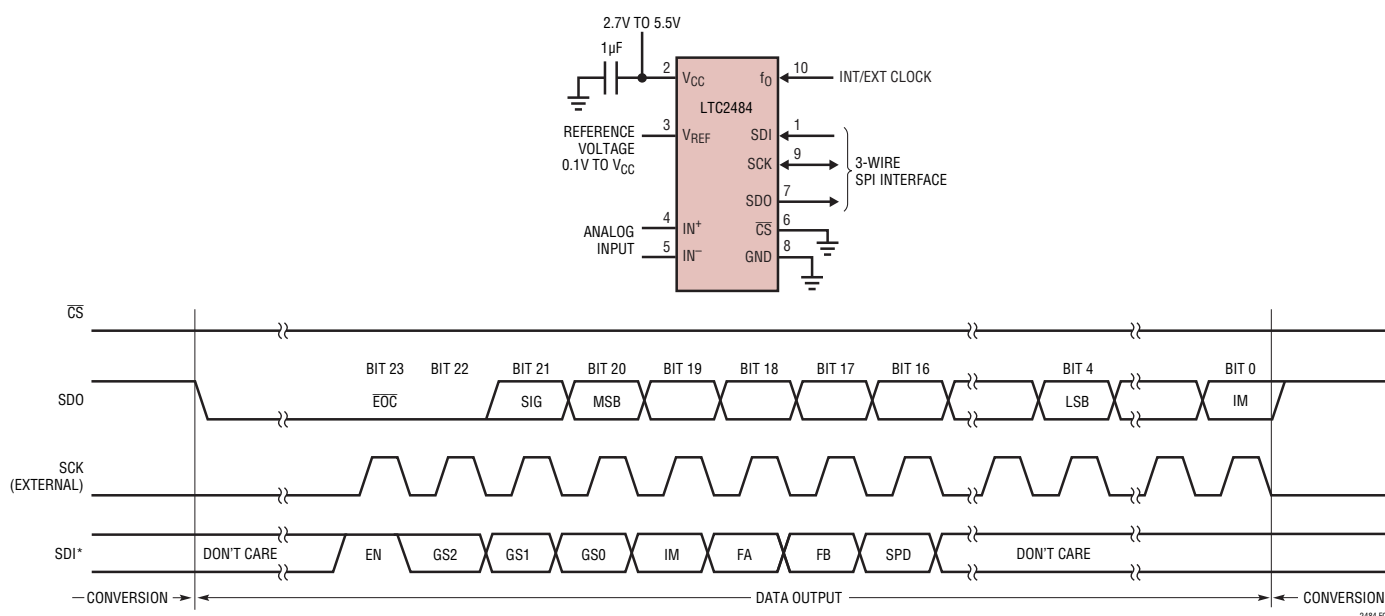 2.7V TO 5.5V
1µF
2 VCC
fO 10
INT/EXT CLOCK
LTC2484
REFERENCE VOLTAGE 0.1V TO VCC
3 VREF
SDI 1
SCK 9
3-WIRE SPI INTERFACE
SDO 7
ANALOG INPUT
4 IN+
5 IN−
CS 6
GND 8
CS
BIT 23 BIT 22 BIT 21 BIT 20 BIT 19 BIT 18 BIT 17 BIT 16 BIT 4 BIT 0
SDO
EOC SIG MSB LSB IM
SCK
(EXTERNAL)
SDI*
DON'T CARE EN GS2 GS1 GS0 IM FA FB SPD DON'T CARE
CONVERSION DATA OUTPUT CONVERSION